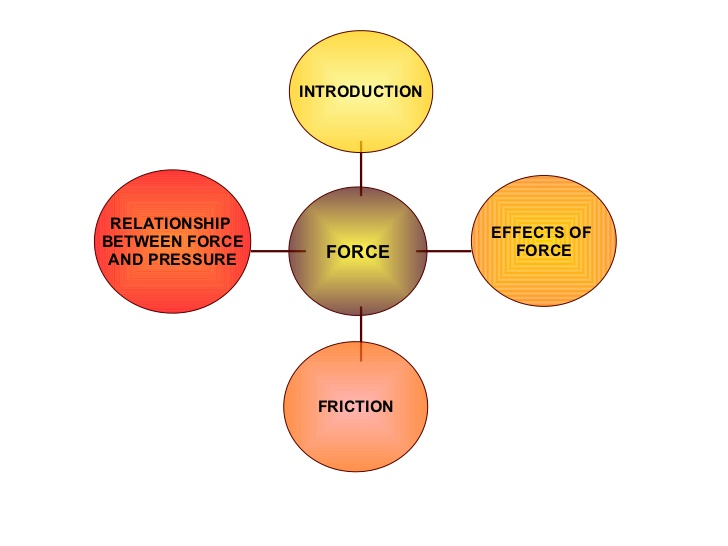 INTRODUCTION
RELATIONSHIP
BETWEEN FORCE
AND PRESSURE
FORCE
EFFECTS OF
FORCE
FRICTION